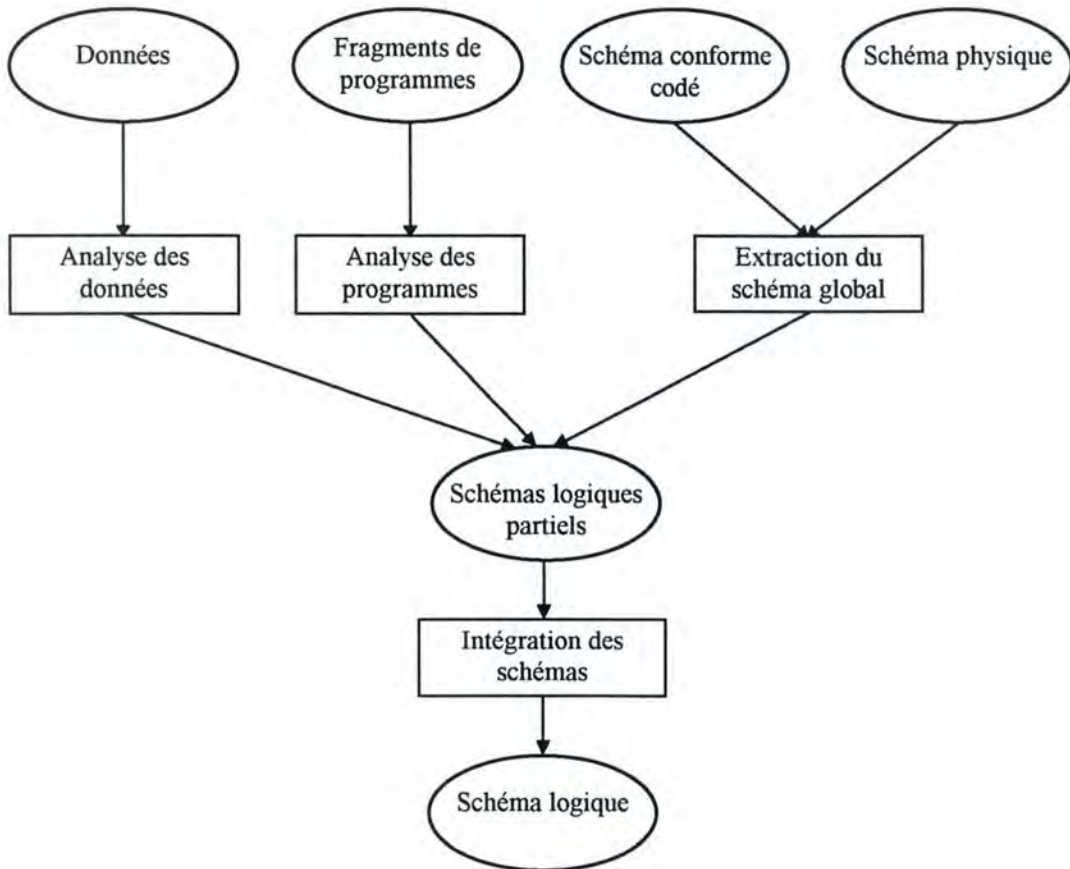 Données
Fragments de
programmes
Schéma conforme
codé
Schéma physique
Analyse des
données
Analyse des
programmes
Extraction du
schéma global
Schémas logiques
partiels
Intégration des
schémas
Schéma logique